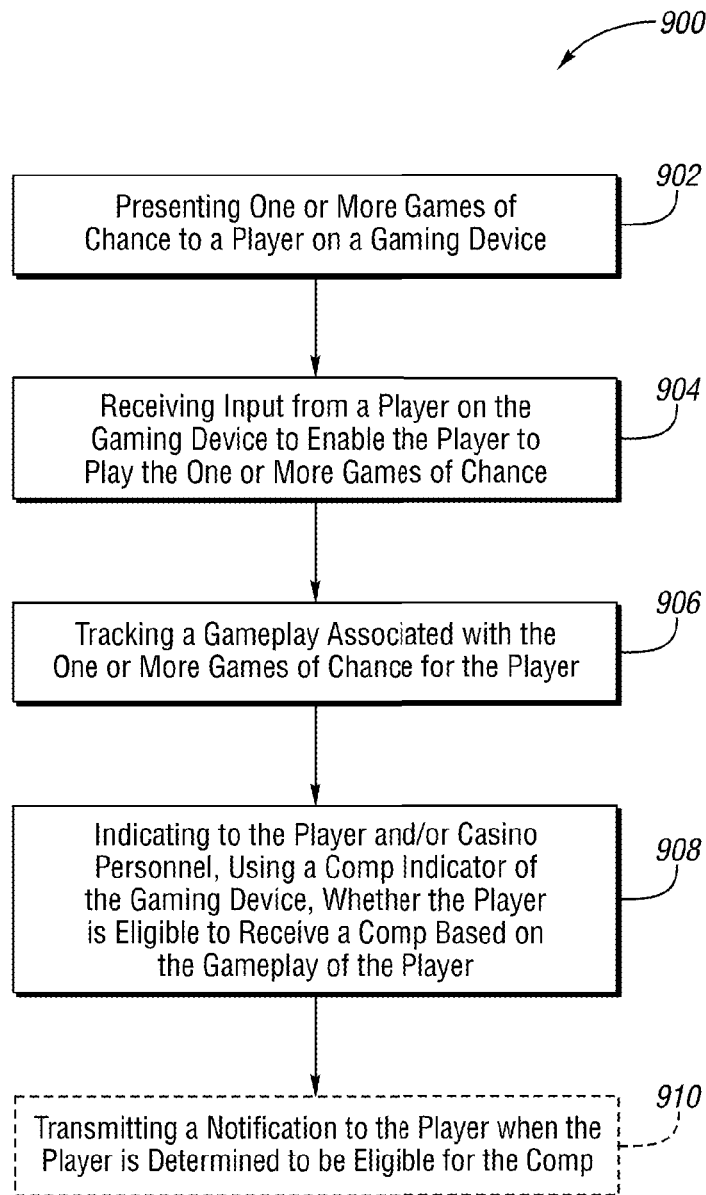 900
902
Presenting One or More Games of
Chance to a Player on a Gaming Device
904
Receiving Input from a Player on the
Gaming Device to Enable the Player to
Play the One or More Games of Chance
906
Tracking a Gameplay Associated with the
One or More Games of Chance for the Player
908
Indicating to the Player and/or Casino
Personnel, Using a Comp Indicator of
the Gaming Device, Whether the Player
is Eligible to Receive a Comp Based on
the Gameplay of the Player
910
Transmitting a Notification to the Player when the
Player is Determined to be Eligible for the Comp